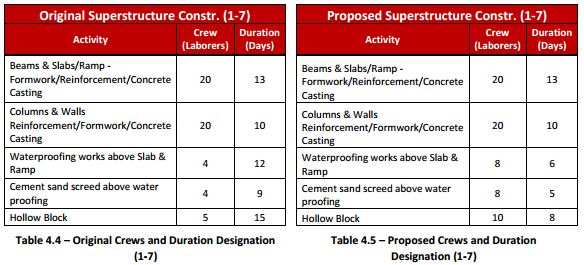 Original Superstructure Constr. (1-7)
Activity
Crew
(Laborers)
Duration
(Days)
Beams & Slabs/Ramp -
Formwork/Reinforcement/Concrete
Casting
20
13
Columns & Walls
Reinforcement/Formwork/Concrete
Casting
20
10
Waterproofing works above Slab &
Ramp
4
12
Cement sand screed above water
proofing
4
9
Hollow Block
5
15
Table 4.4 – Original Crews and Duration Designation
(1-7)
Proposed Superstructure Constr. (1-7)
Activity
Crew
(Laborers)
Duration
(Days)
Beams & Slabs/Ramp -
Formwork/Reinforcement/Concrete
Casting
20
13
Columns & Walls
Reinforcement/Formwork/Concrete
Casting
20
10
Waterproofing works above Slab &
Ramp
8
6
Cement sand screed above water
proofing
8
5
Hollow Block
10
8
Table 4.5 – Proposed Crews and Duration
Designation (1-7)